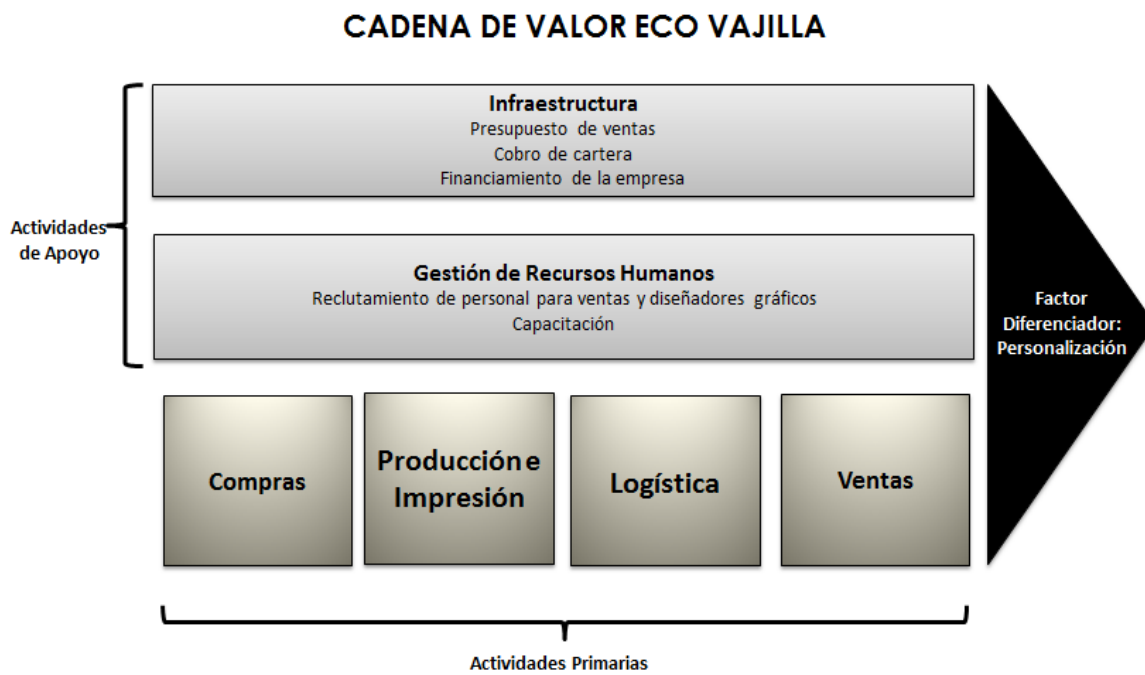 CADENA DE VALOR ECO VAJILLA
Infraestructura
Presupuesto de ventas
Cobro de cartera
Financiamiento de la empresa
Actividades
de Apoyo
Gestión de Recursos Humanos
Reclutamiento de personal para ventas y diseñadores gráficos
Capacitación
Factor
Diferenciador:
Personalización
Compras
Producción e
Impresión
Logística
Ventas
Actividades Primarias